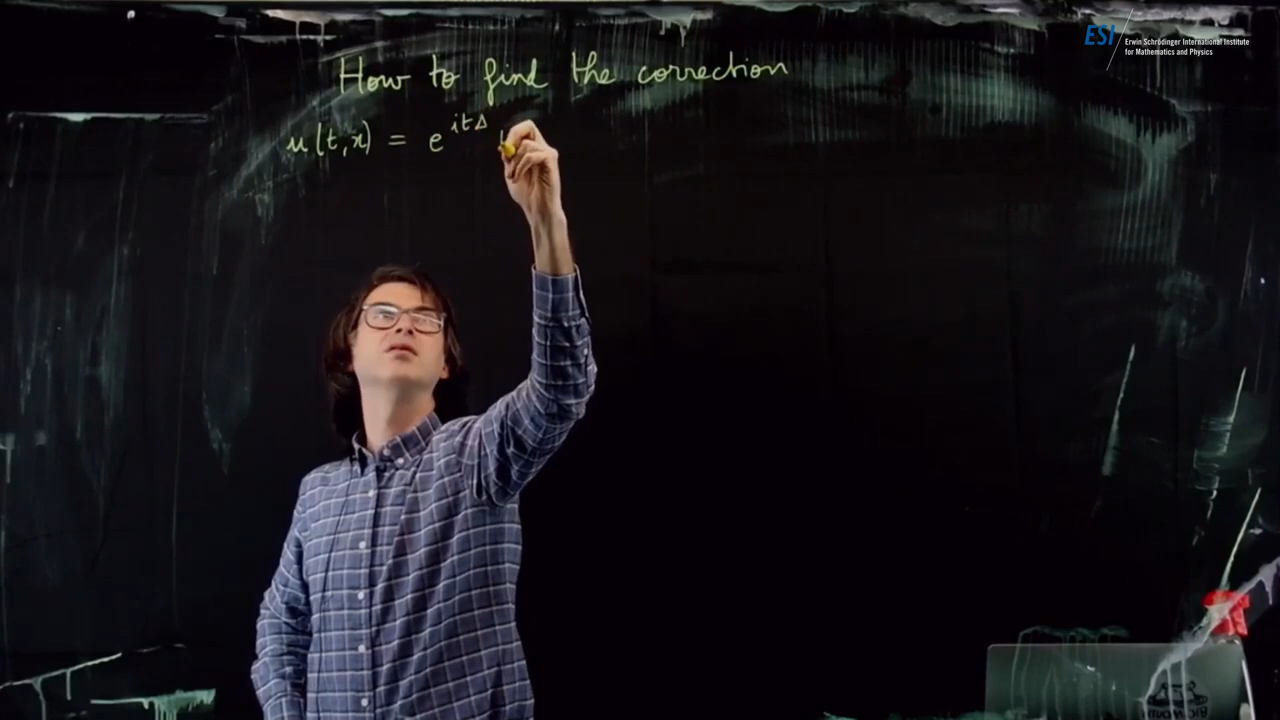 ESI Erwin Schrödinger International Institute
for Mathematics and Physics
How to find the correction
u(t,x) = e^{itΔ}